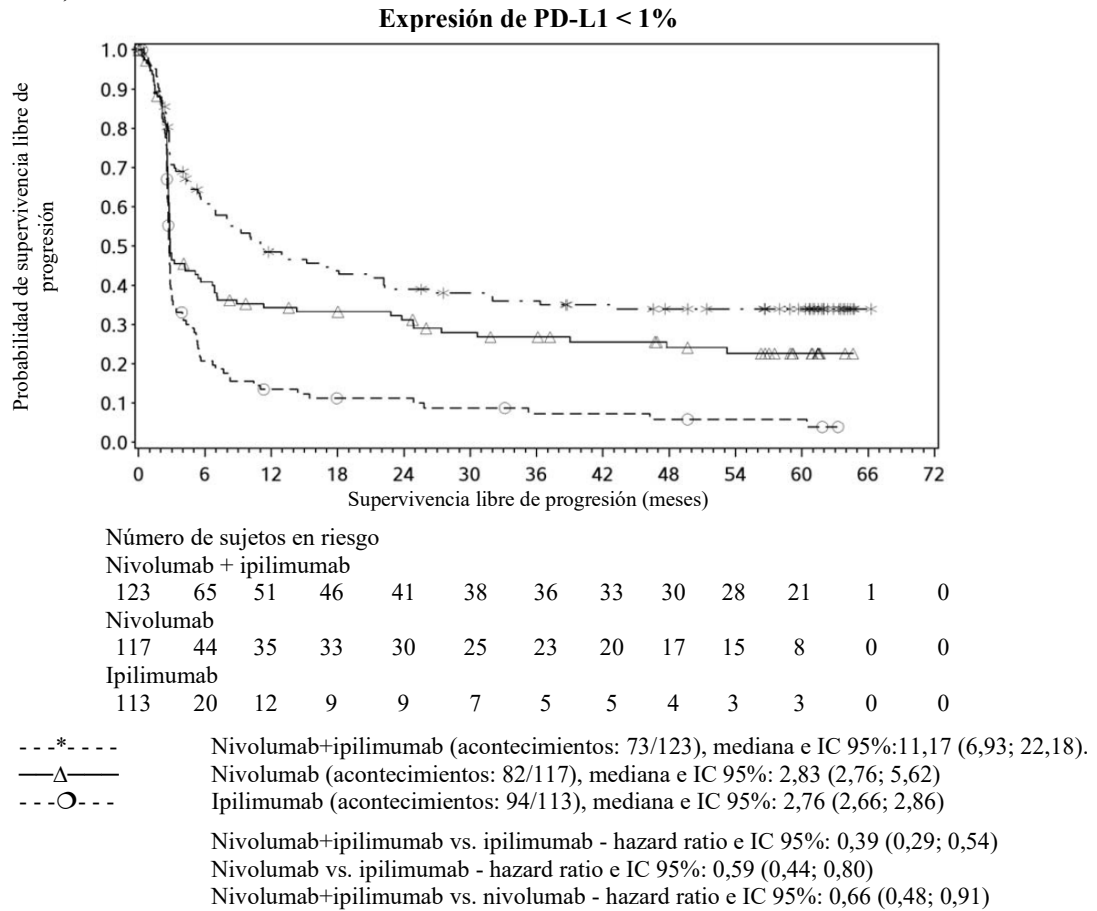 Expresión de PD-L1 < 1%
Probabilidad de supervivencia libre de
progresión
1.0
0.9
0.8
0.7
0.6
0.5
0.4
0.3
0.2
0.1
0.0
0 6 12 18 24 30 36 42 48 54 60 66 72
Supervivencia libre de progresión (meses)
Número de sujetos en riesgo
Nivolumab + ipilimumab
123 65 51 46 41 38 36 33 30 28 21 1 0
Nivolumab
117 44 35 33 30 25 23 20 17 15 8 0 0
Ipilimumab
113 20 12 9 9 7 5 5 4 3 3 0 0
- - -*- - - - Nivolumab+ipilimumab (acontecimientos: 73/123), mediana e IC 95%:11,17 (6,93; 22,18).
——Δ—— Nivolumab (acontecimientos: 82/117), mediana e IC 95%: 2,83 (2,76; 5,62)
- - -❍- - - Ipilimumab (acontecimientos: 94/113), mediana e IC 95%: 2,76 (2,66; 2,86)
Nivolumab+ipilimumab vs. ipilimumab - hazard ratio e IC 95%: 0,39 (0,29; 0,54)
Nivolumab vs. ipilimumab - hazard ratio e IC 95%: 0,59 (0,44; 0,80)
Nivolumab+ipilimumab vs. nivolumab - hazard ratio e IC 95%: 0,66 (0,48; 0,91)